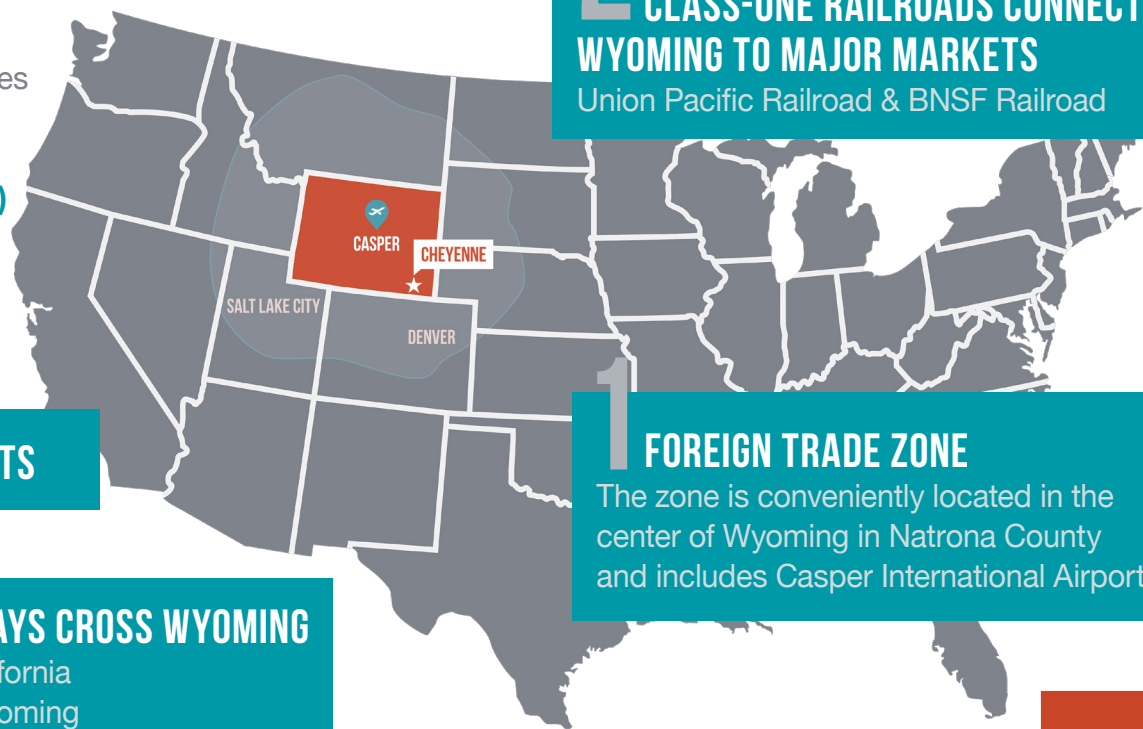 2 CLASS-ONE RAILROADS CONNECT
WYOMING TO MAJOR MARKETS
Union Pacific Railroad & BNSF Railroad
es
)
CASPER
CHEYENNE
SALT LAKE CITY
DENVER
TS
1 FOREIGN TRADE ZONE
The zone is conveniently located in the
center of Wyoming in Natrona County
and includes Casper International Airport
AYS CROSS WYOMING
fornia
oming